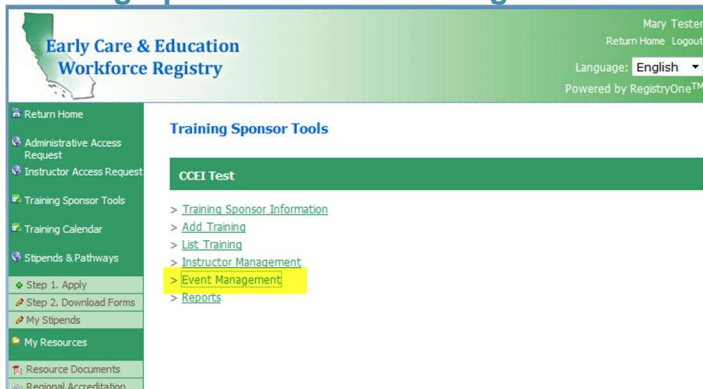 Early Care & Education
Workforce Registry
Mary Tester
Return Home Logout
Language: English
Powered by RegistryOne™
Return Home
Administrative Access
Request
Instructor Access Request
Training Sponsor Tools
Training Calendar
Stipends & Pathways
Step 1. Apply
Step 2. Download Forms
My Stipends
My Resources
Resource Documents
Regional Accreditation
Training Sponsor Tools
CCEI Test
> Training Sponsor Information
> Add Training
> List Training
> Instructor Management
> Event Management
> Reports